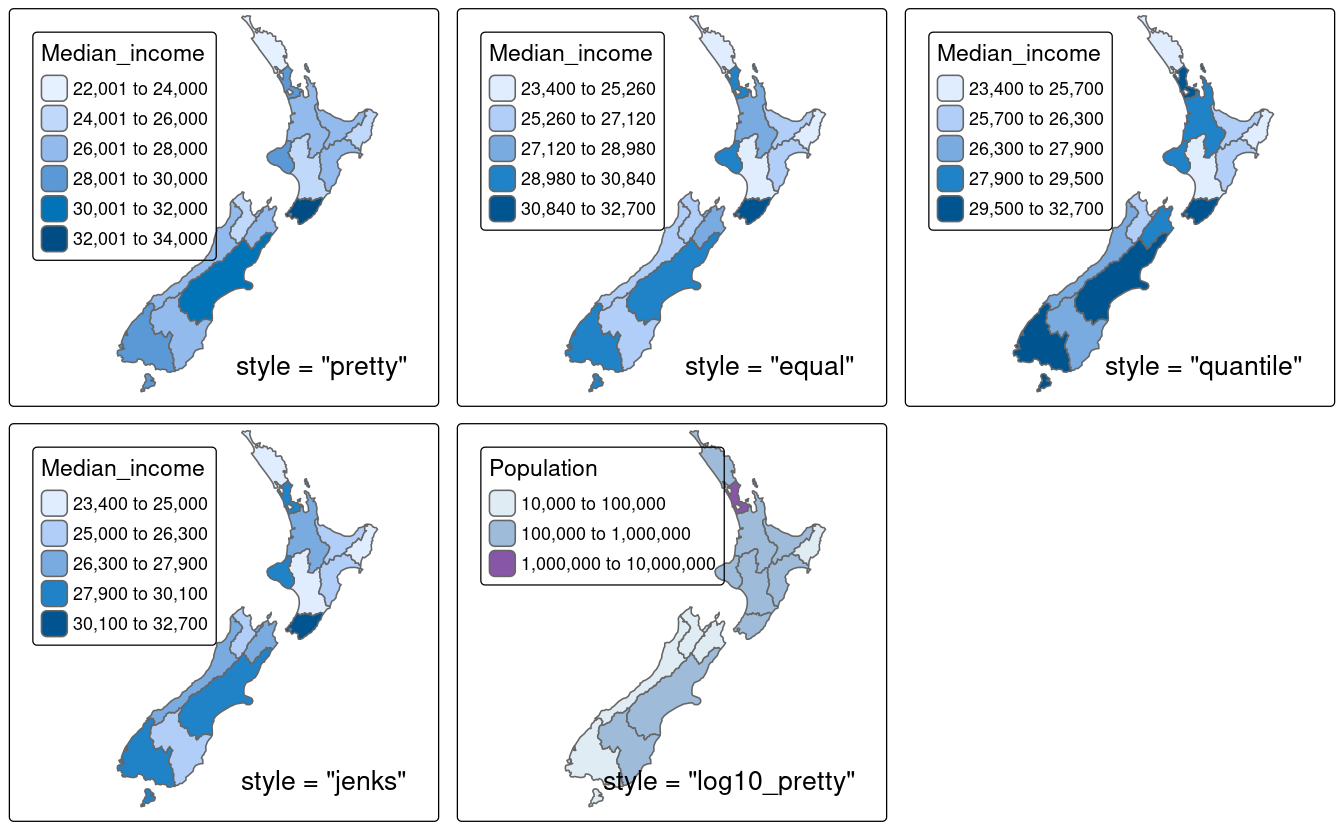 Median_income
22,001 to 24,000
24,001 to 26,000
26,001 to 28,000
28,001 to 30,000
30,001 to 32,000
32,001 to 34,000
style = "pretty"
Median_income
23,400 to 25,260
25,260 to 27,120
27,120 to 28,980
28,980 to 30,840
30,840 to 32,700
style = "equal"
Median_income
23,400 to 25,700
25,700 to 26,300
26,300 to 27,900
27,900 to 29,500
29,500 to 32,700
style = "quantile"
Median_income
23,400 to 25,000
25,000 to 26,300
26,300 to 27,900
27,900 to 30,100
30,100 to 32,700
style = "jenks"
Population
10,000 to 100,000
100,000 to 1,000,000
1,000,000 to 10,000,000
style = "log10_pretty"